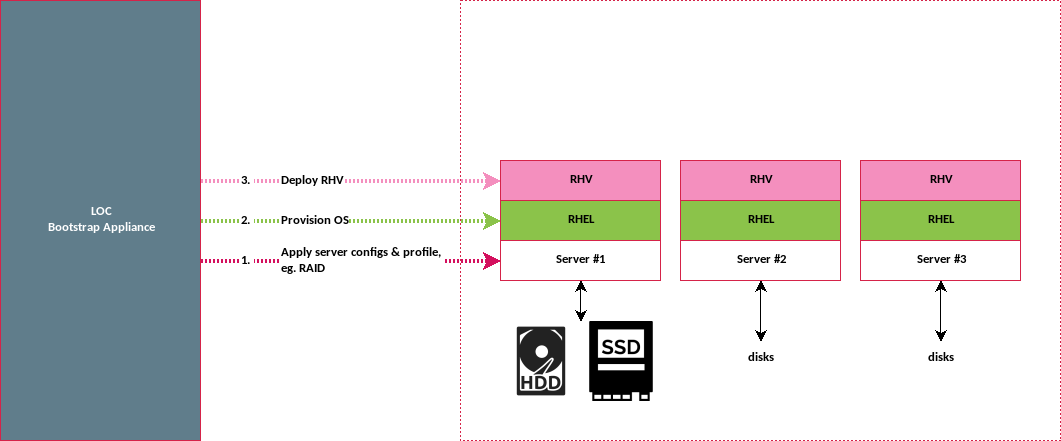 LOC
Bootstrap Appliance
3. Deploy RHV
2. Provision OS
1. Apply server configs & profile,
eg. RAID
RHV
RHEL
Server #1
HDD
SSD
RHV
RHEL
Server #2
disks
RHV
RHEL
Server #3
disks